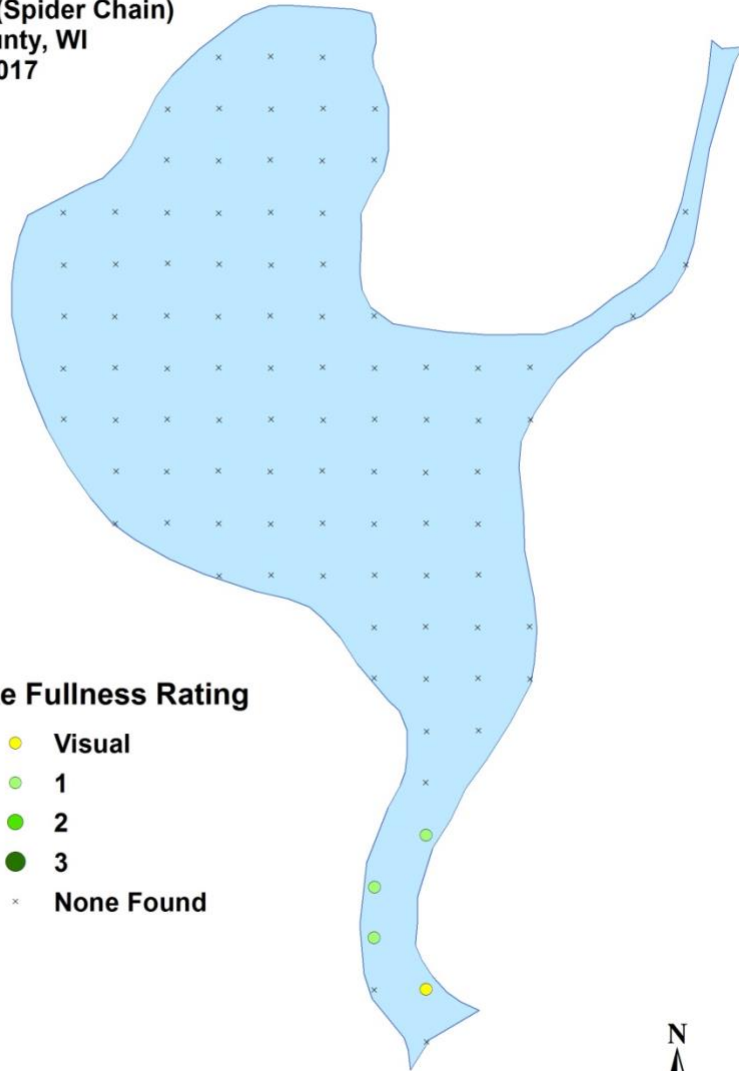 (Spider Chain)
nty, WI
017
e Fullness Rating
Visual
1
2
3
None Found
N